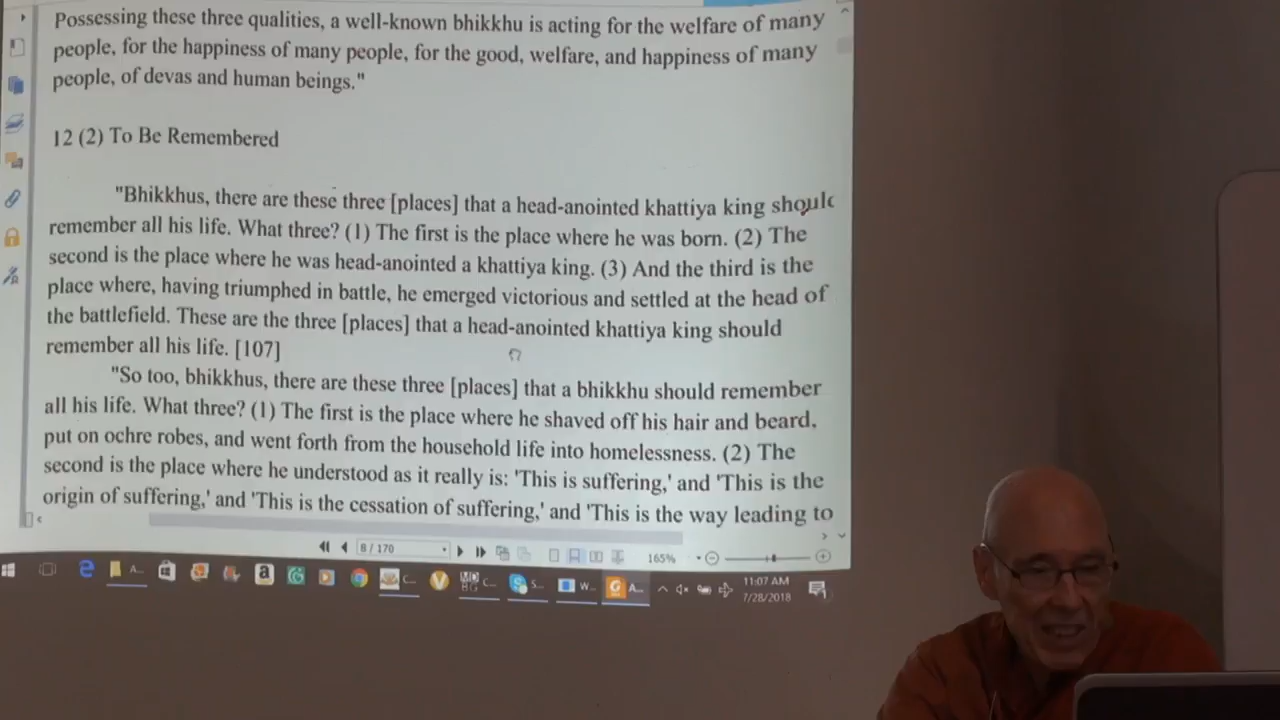 Possessing these three qualities, a well-known bhikkhu is acting for the welfare of many
people, for the happiness of many people, for the good, welfare, and happiness of many
people, of devas and human beings."
12 (2) To Be Remembered
"Bhikkhus, there are these three [places] that a head-anointed khattiya king should
remember all his life. What three? (1) The first is the place where he was born. (2) The
second is the place where he was head-anointed a khattiya king. (3) And the third is the
place where, having triumphed in battle, he emerged victorious and settled at the head of
the battlefield. These are the three [places] that a head-anointed khattiya king should
remember all his life. [107]
"So too, bhikkhus, there are these three [places] that a bhikkhu should remember
all his life. What three? (1) The first is the place where he shaved off his hair and beard,
put on ochre robes, and went forth from the household life into homelessness. (2) The
second is the place where he understood as it really is: 'This is suffering,' and 'This is the
origin of suffering,' and 'This is the cessation of suffering,' and 'This is the way leading to
8 / 170
165%
A...
a
C...
MD
BG
C...
S...
W...
A...
11:07 AM
7/28/2018